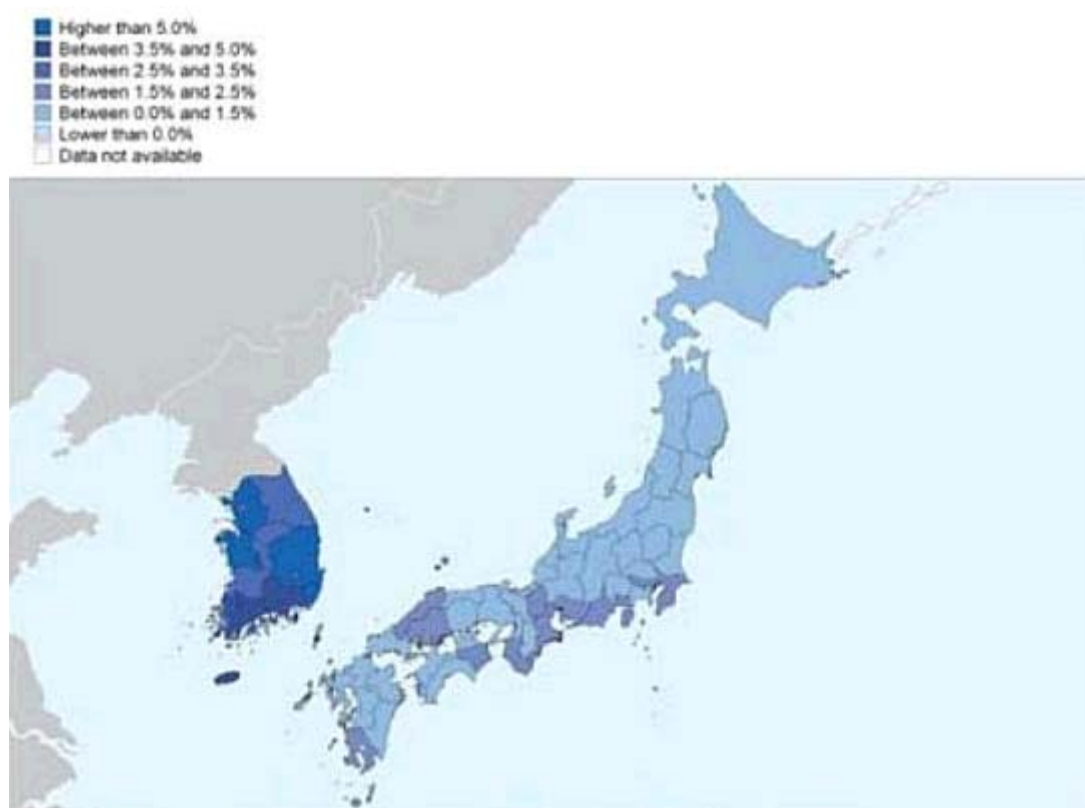 Higher than 5.0%
Between 3.5% and 5.0%
Between 2.5% and 3.5%
Between 1.5% and 2.5%
Between 0.0% and 1.5%
Lower than 0.0%
Data not available